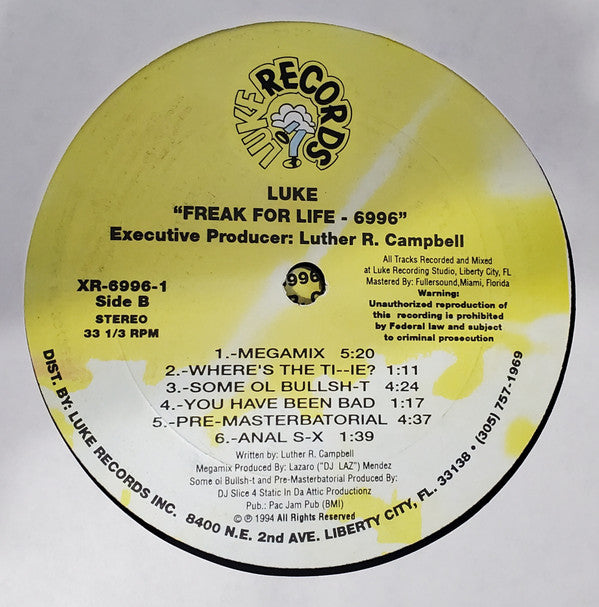 LUKE RECORDS
LUKE
"FREAK FOR LIFE - 6996"
Executive Producer: Luther R. Campbell
XR-6996-1
Side B
STEREO
33 1/3 RPM
996
All Tracks Recorded and Mixed
at Luke Recording Studio, Liberty City, FL
Mastered By: Fullersound,Miami, Florida
Warning:
Unauthorized reproduction of
this recording is prohibited
by Federal law and subject
to criminal prosecution
1.-MEGAMIX 5:20
2.-WHERE'S THE TI--IE? 1:11
3.-SOME OL BULLSH-T 4:24
4.-YOU HAVE BEEN BAD 1:17
5.-PRE-MASTERBATORIAL 4:37
6.-ANAL S-X 1:39
Written by: Luther R. Campbell
Megamix Produced By: Lazaro ("DJ LAZ") Mendez
Some ol Bulish-t and Pre-Masterbatorial Produced By:
DJ Slice 4 Static In Da Attic Productionz
Pub.: Pac Jam Pub (BMI)
© ℗ 1994 All Rights Reserved
DIST. BY: LUKE RECORDS INC. 8400 N.E. 2nd AVE. LIBERTY CITY, FL. 33138 • (305) 757-1969